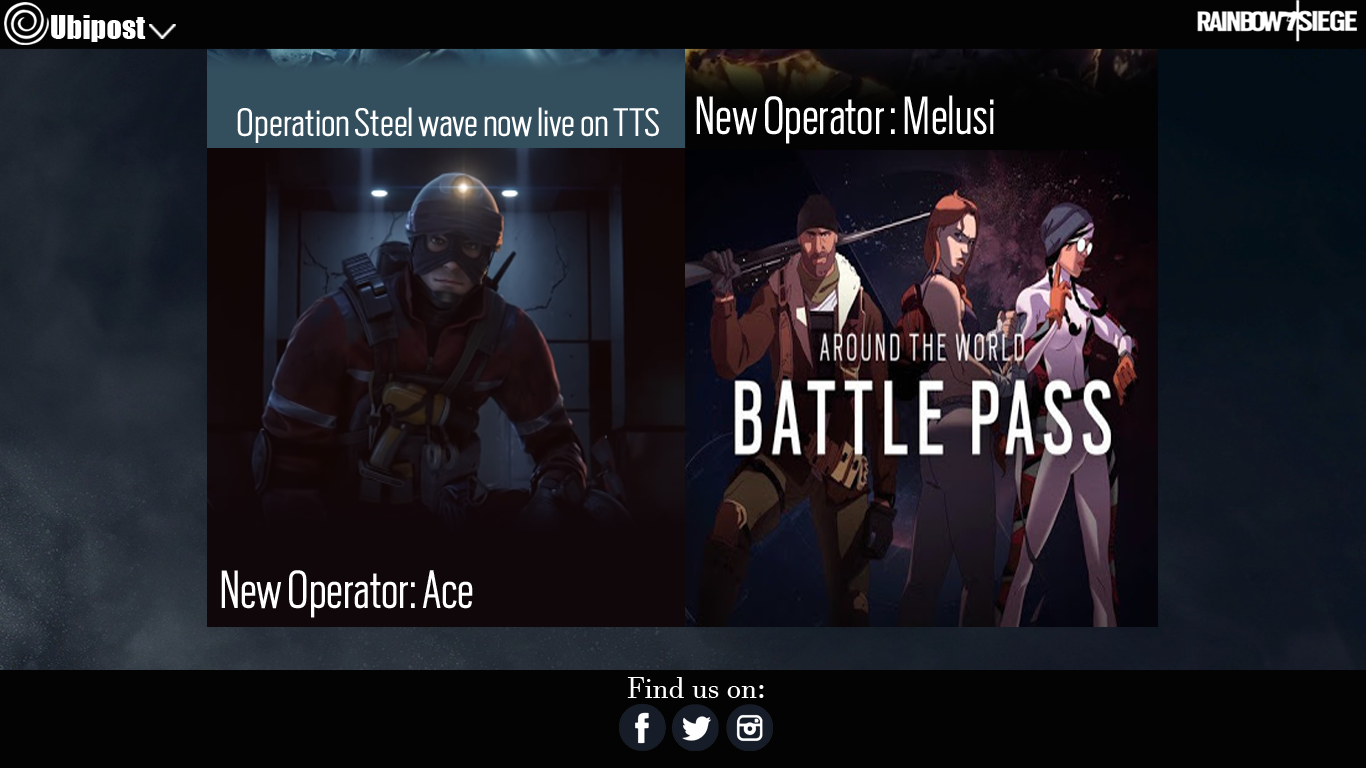 Ubipost
RAINBOW SIEGE
Operation Steel wave now live on TTS
New Operator : Melusi
AROUND THE WORLD
BATTLE PASS
New Operator: Ace
Find us on: